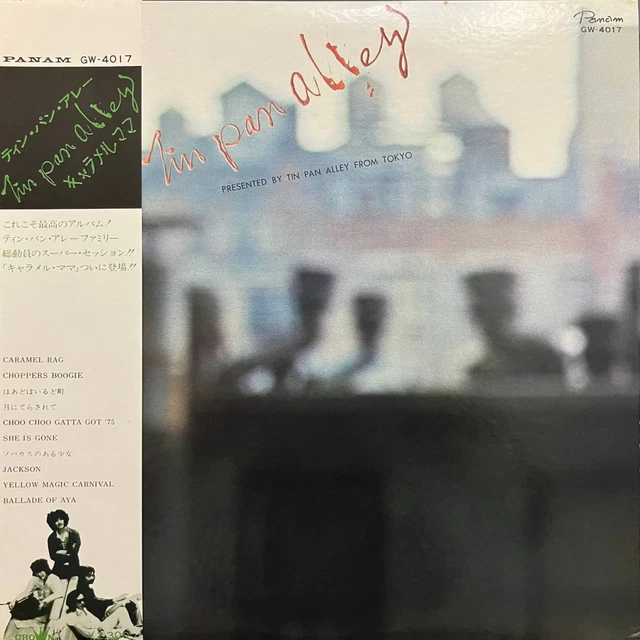 PANAM GW-4017
ティン・パン・アレー
Tin pan alley
キャラメル・ママ
これこそ最高のアルバム!
ティン・パン・アレーファミリー
総動員のスーパー・セッション!!
「キャラメル・ママ」ついに登場!!
CARAMEL RAG
CHOPPERS BOOGIE
はあどぼいるど町
月にてらされて
CHOO CHOO GATTA GOT '75
SHE IS GONE
ソバカスのある少女
JACKSON
YELLOW MAGIC CARNIVAL
BALLADE OF AYA
CROWN
Panam
GW-4017
Tin pan alley
PRESENTED BY TIN PAN ALLEY FROM TOKYO